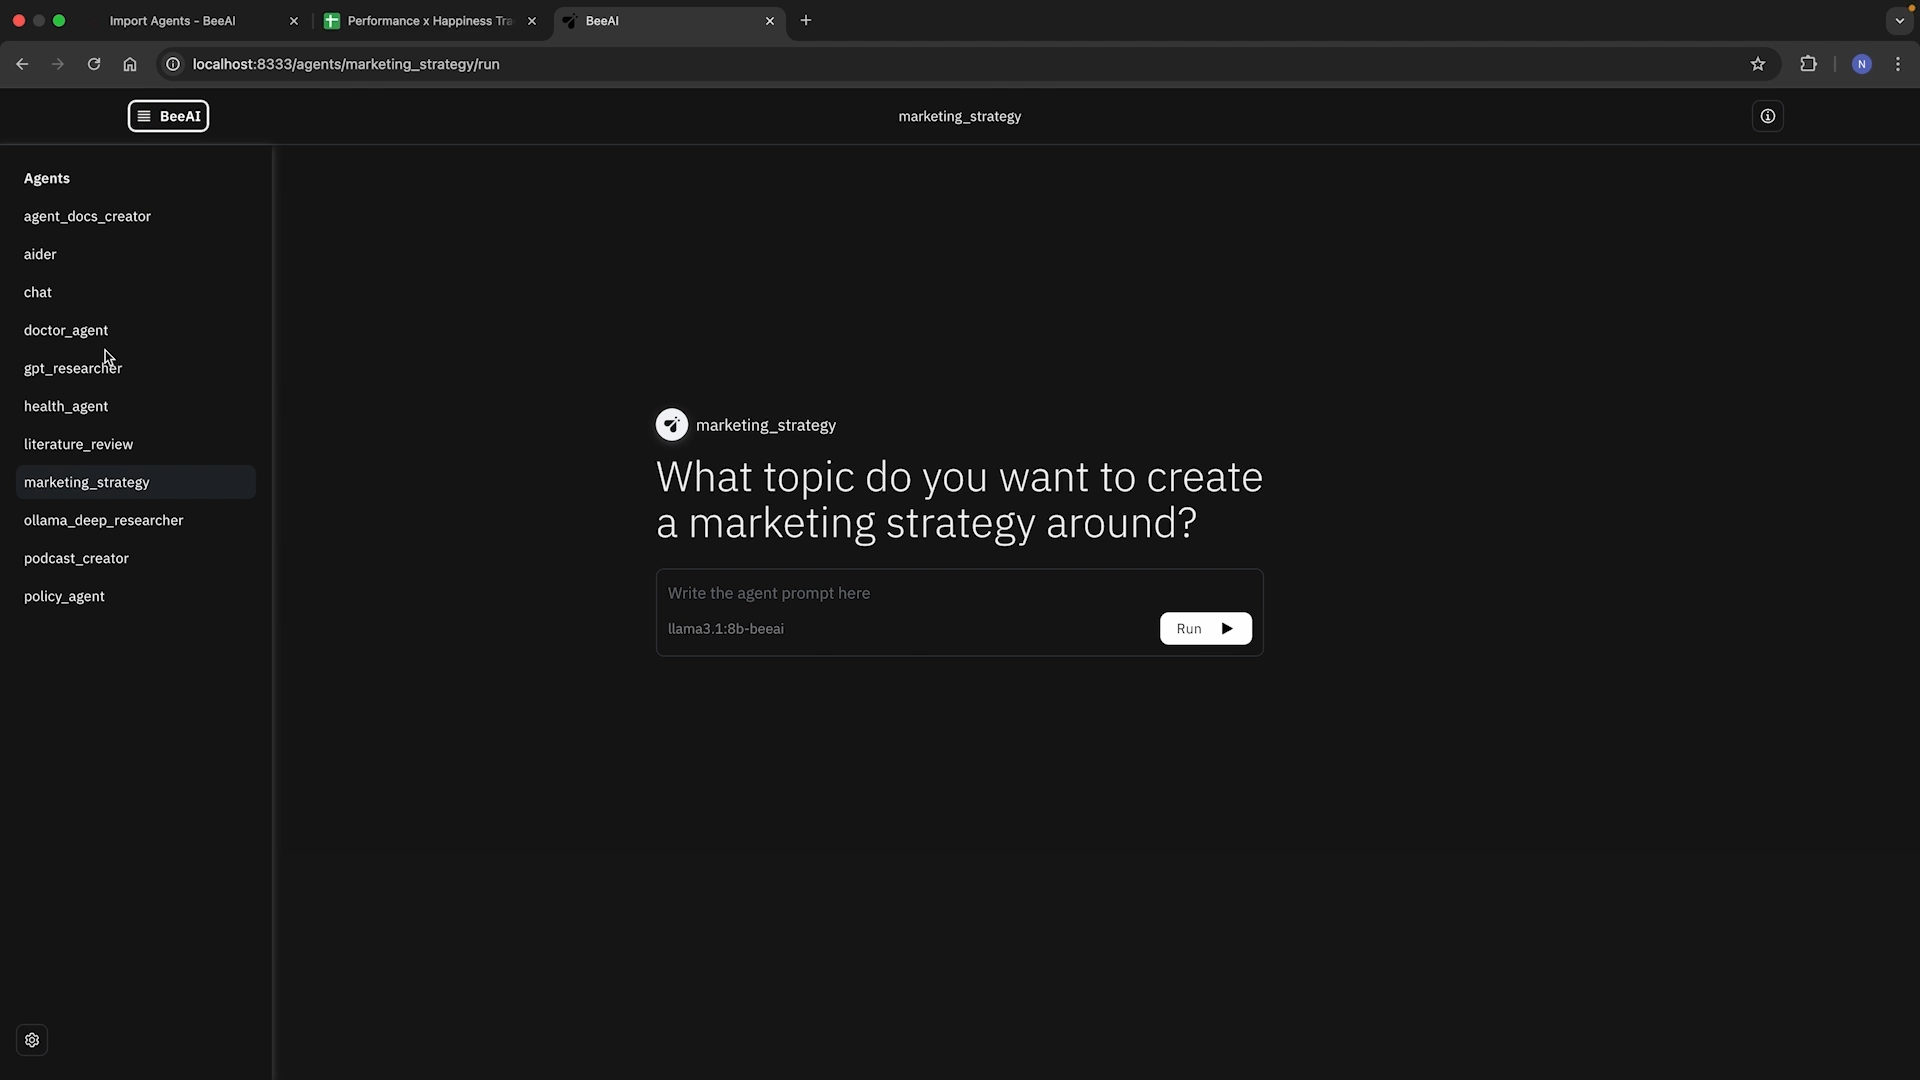 Import Agents - BeeAI
Performance x Happiness Tra
BeeAI
localhost:8333/agents/marketing_strategy/run
N
BeeAI
marketing_strategy
Agents
agent_docs_creator
aider
chat
doctor_agent
gpt_researcher
health_agent
literature_review
marketing_strategy
ollama_deep_researcher
podcast_creator
policy_agent
marketing_strategy
What topic do you want to create
a marketing strategy around?
Write the agent prompt here
llama3.1:8b-beeai
Run